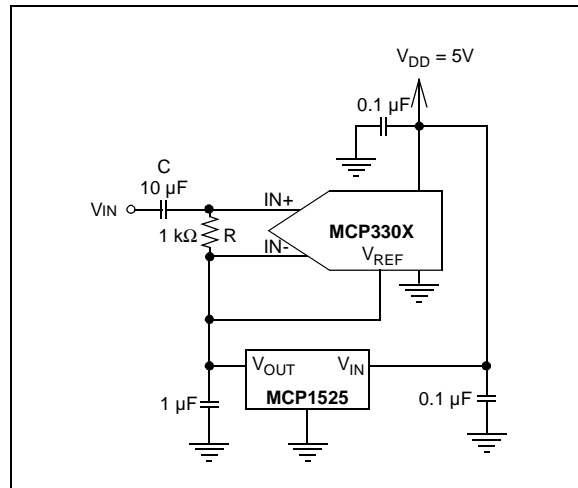 V_DD = 5V
0.1 µF
C
10 µF
IN+
VIN
MCP330X
1 kΩ R
IN-
V_REF
V_OUT V_IN
1 µF
MCP1525
0.1 µF